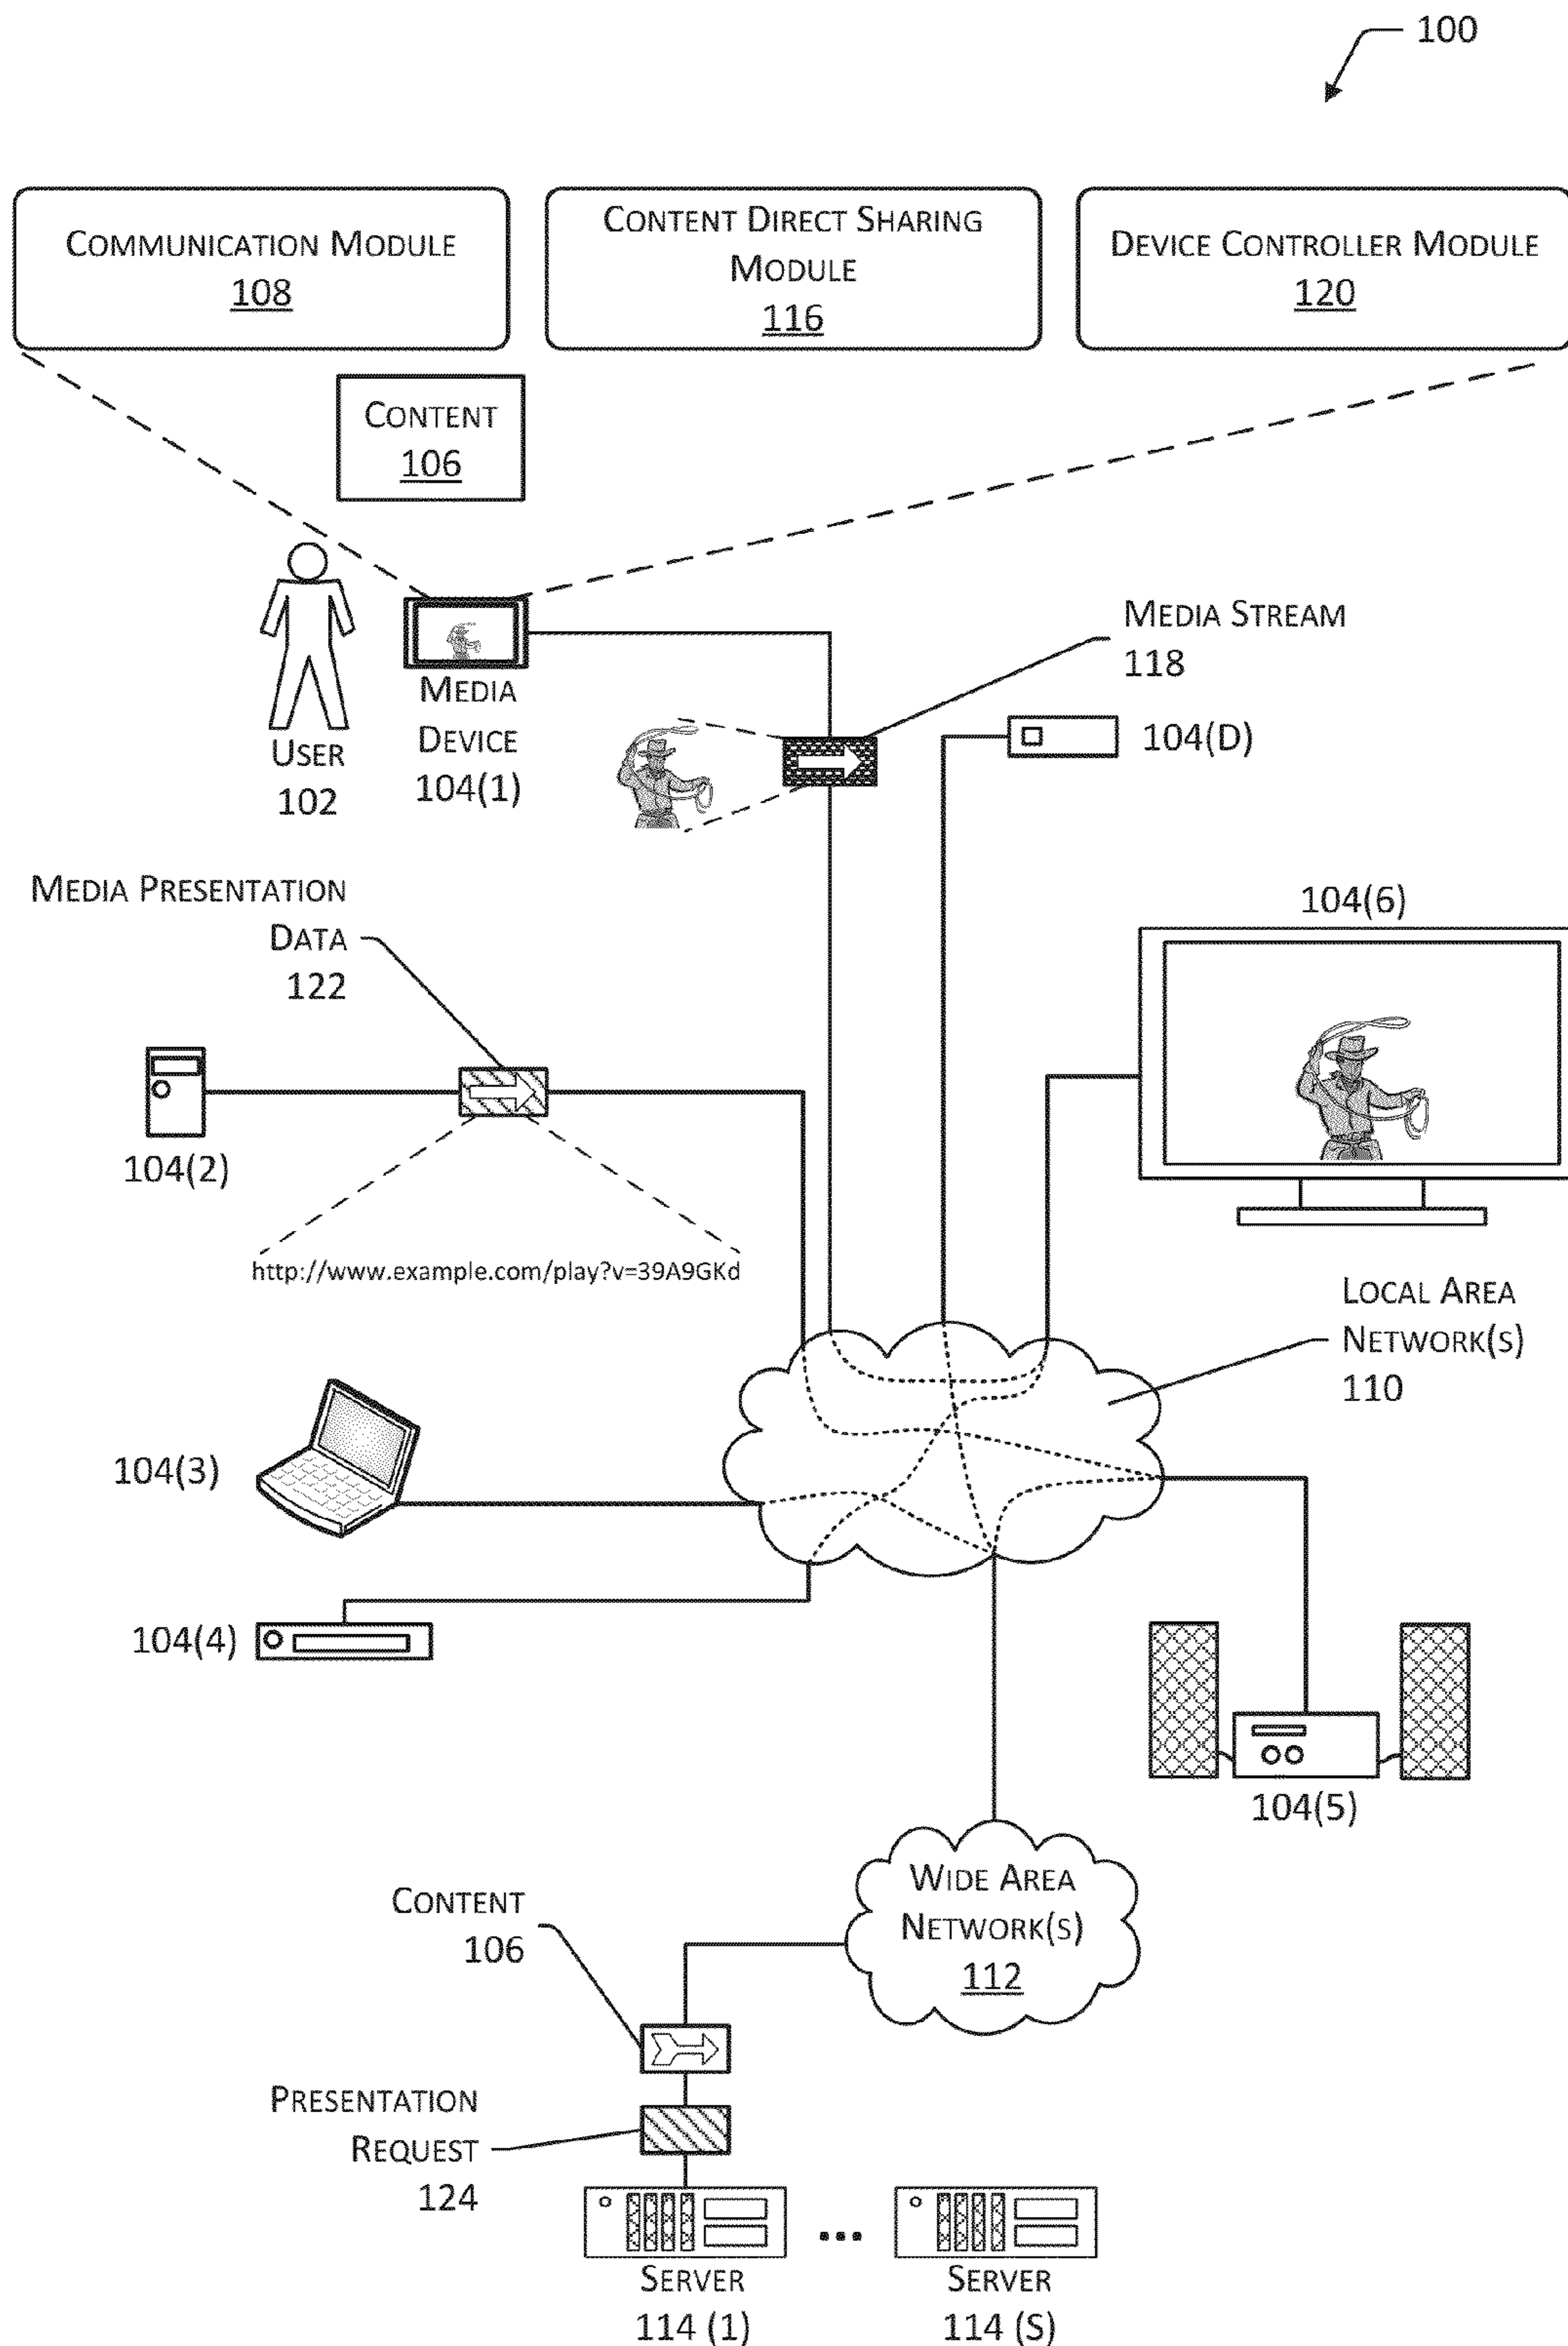 100
COMMUNICATION MODULE
108
CONTENT DIRECT SHARING
MODULE
116
DEVICE CONTROLLER MODULE
120
CONTENT
106
USER
102
MEDIA
DEVICE
104(1)
MEDIA STREAM
118
104(D)
MEDIA PRESENTATION
DATA
122
104(6)
104(2)
http://www.example.com/play?v=39A9GKd
LOCAL AREA
NETWORK(S)
110
104(3)
104(4)
104(5)
WIDE AREA
NETWORK(S)
112
CONTENT
106
PRESENTATION
REQUEST
124
SERVER
114 (1)
...
SERVER
114 (S)